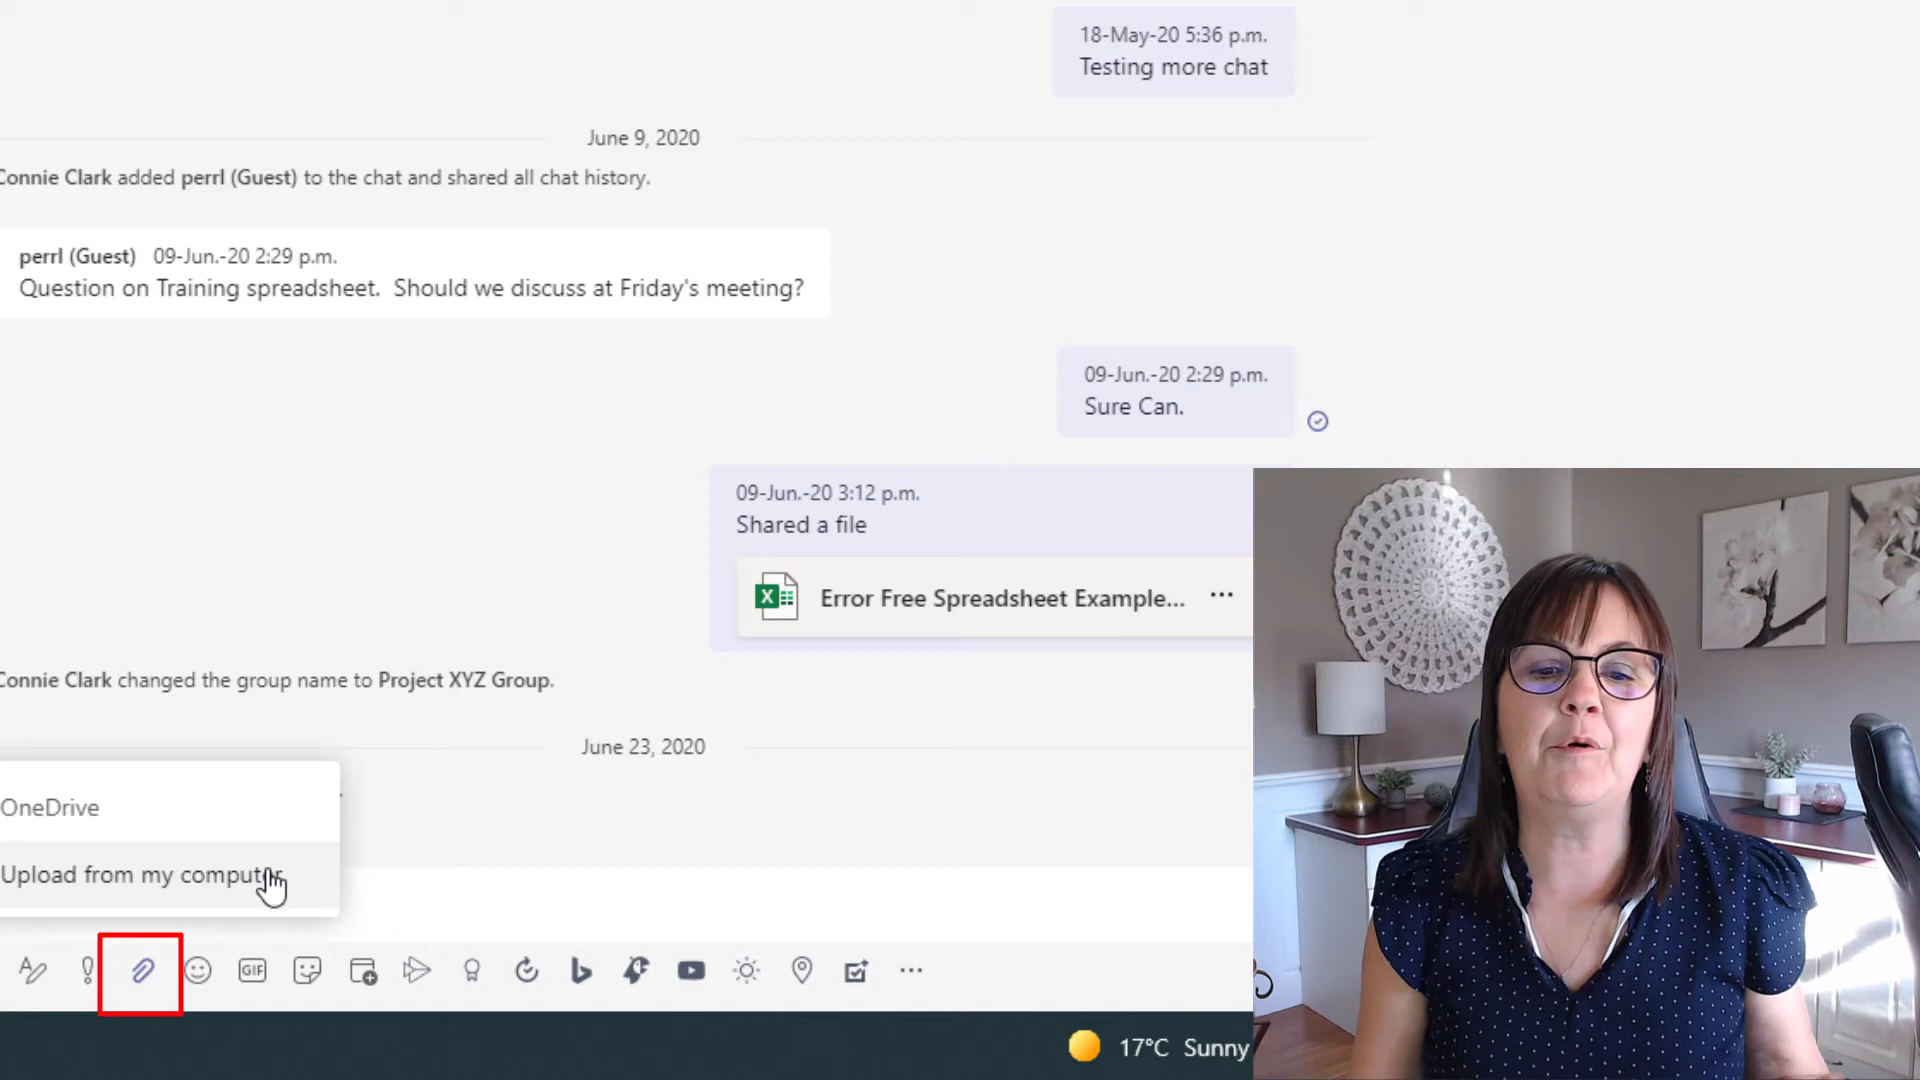 18-May-20 5:36 p.m.
Testing more chat
June 9, 2020
Connie Clark added perrl (Guest) to the chat and shared all chat history.
perrl (Guest) 09-Jun.-20 2:29 p.m.
Question on Training spreadsheet. Should we discuss at Friday's meeting?
09-Jun.-20 2:29 p.m.
Sure Can.
09-Jun.-20 3:12 p.m.
Shared a file
Error Free Spreadsheet Example...
Connie Clark changed the group name to Project XYZ Group.
June 23, 2020
OneDrive
Upload from my computer
GIF
17°C Sunny